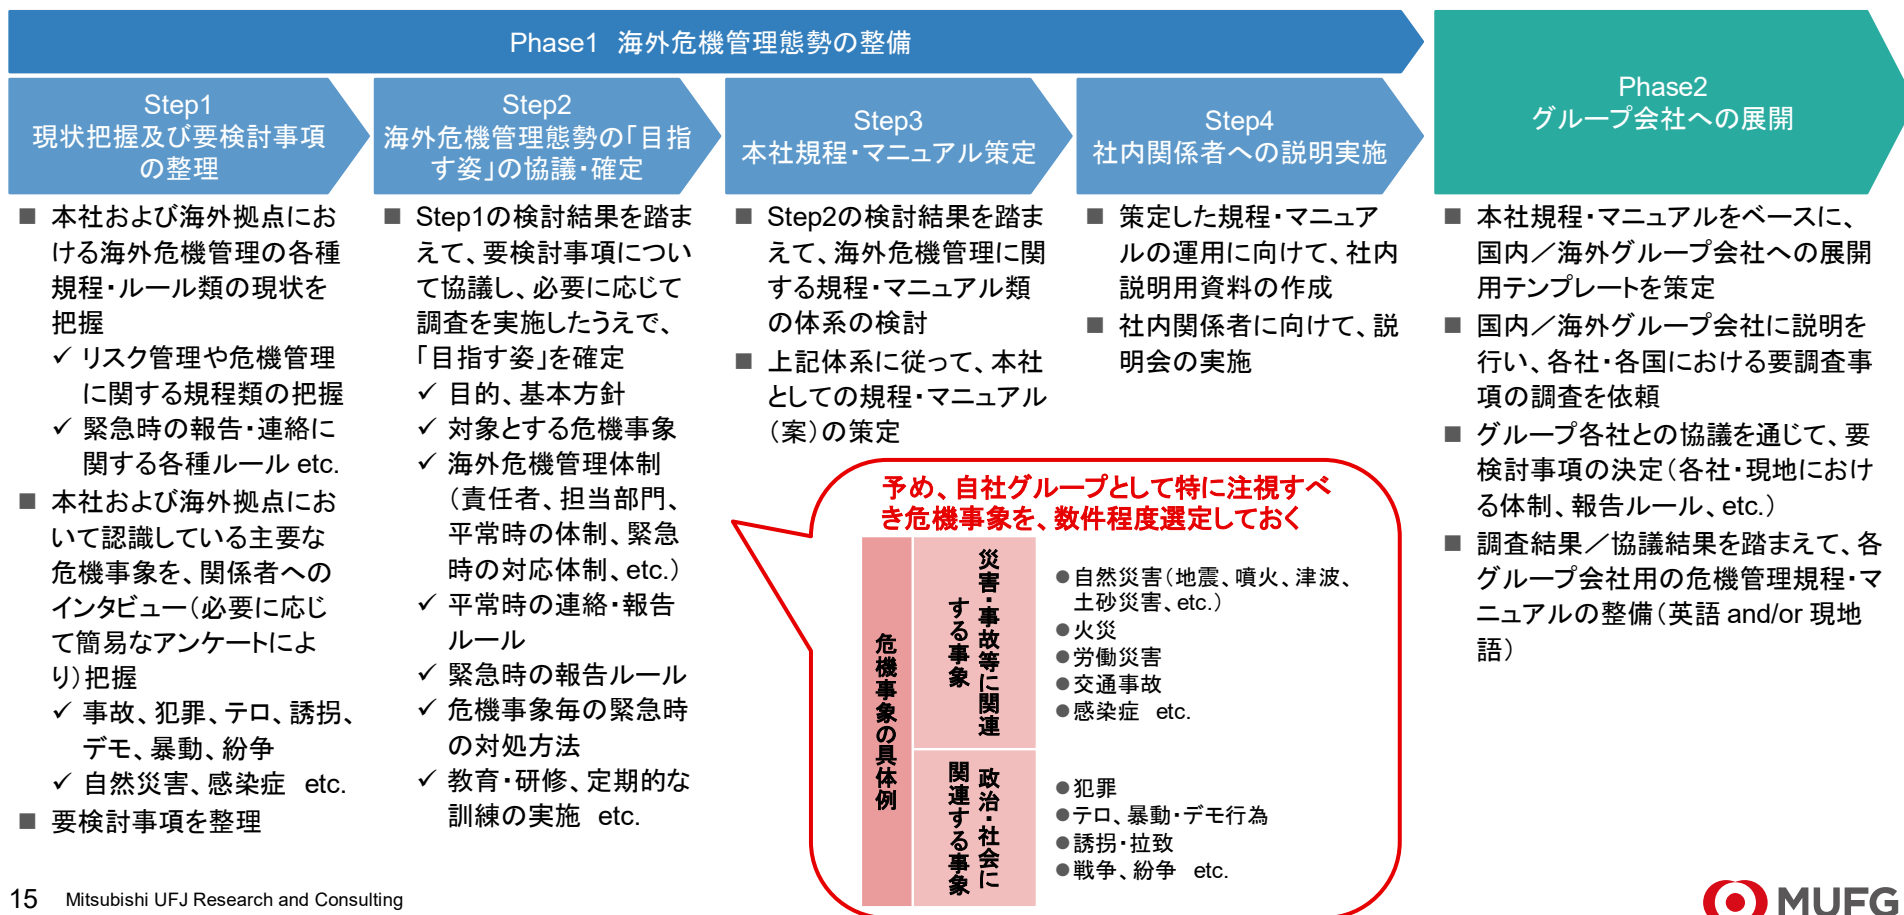 Phase1 海外危機管理態勢の整備
Step1
現状把握及び要検討事項
の整理
■ 本社および海外拠点にお
ける海外危機管理の各種
規程・ルール類の現状を
把握
✓ リスク管理や危機管理
に関する規程類の把握
✓ 緊急時の報告・連絡に
関する各種ルール etc.
■ 本社および海外拠点にお
いて認識している主要な
危機事象を、関係者への
インタビュー（必要に応じ
て簡易なアンケートによ
り）把握
✓ 事故、犯罪、テロ、誘拐、
デモ、暴動、紛争
✓ 自然災害、感染症 etc.
■ 要検討事項を整理
Step2
海外危機管理態勢の「目指
す姿」の協議・確定
■ Step1の検討結果を踏ま
えて、要検討事項につい
て協議し、必要に応じて
調査を実施したうえで、
「目指す姿」を確定
✓ 目的、基本方針
✓ 対象とする危機事象
✓ 海外危機管理体制
（責任者、担当部門、
平常時の体制、緊急
時の対応体制、etc.）
✓ 平常時の連絡・報告
ルール
✓ 緊急時の報告ルール
✓ 危機事象毎の緊急時
の対処方法
✓ 教育・研修、定期的な
訓練の実施 etc.
Step3
本社規程・マニュアル策定
■ Step2の検討結果を踏ま
えて、海外危機管理に関
する規程・マニュアル類
の体系の検討
■ 上記体系に従って、本社
としての規程・マニュアル
（案）の策定
Step4
社内関係者への説明実施
■ 策定した規程・マニュア
ルの運用に向けて、社内
説明用資料の作成
■ 社内関係者に向けて、説
明会の実施
予め、自社グループとして特に注視すべ
き危機事象を、数件程度選定しておく
危機事象の具体例
災害・事故等に関連
する事象
●自然災害（地震、噴火、津波、
土砂災害、etc.）
●火災
●労働災害
●交通事故
●感染症 etc.
政治・社会に
関連する事象
●犯罪
●テロ、暴動・デモ行為
●誘拐・拉致
●戦争、紛争 etc.
Phase2
グループ会社への展開
■ 本社規程・マニュアルをベースに、
国内／海外グループ会社への展開
用テンプレートを策定
■ 国内／海外グループ会社に説明を
行い、各社・各国における要調査事
項の調査を依頼
■ グループ各社との協議を通じて、要
検討事項の決定（各社・現地におけ
る体制、報告ルール、etc.）
■ 調査結果／協議結果を踏まえて、各
グループ会社用の危機管理規程・マ
ニュアルの整備（英語 and/or 現地
語）
15 Mitsubishi UFJ Research and Consulting
MUFG